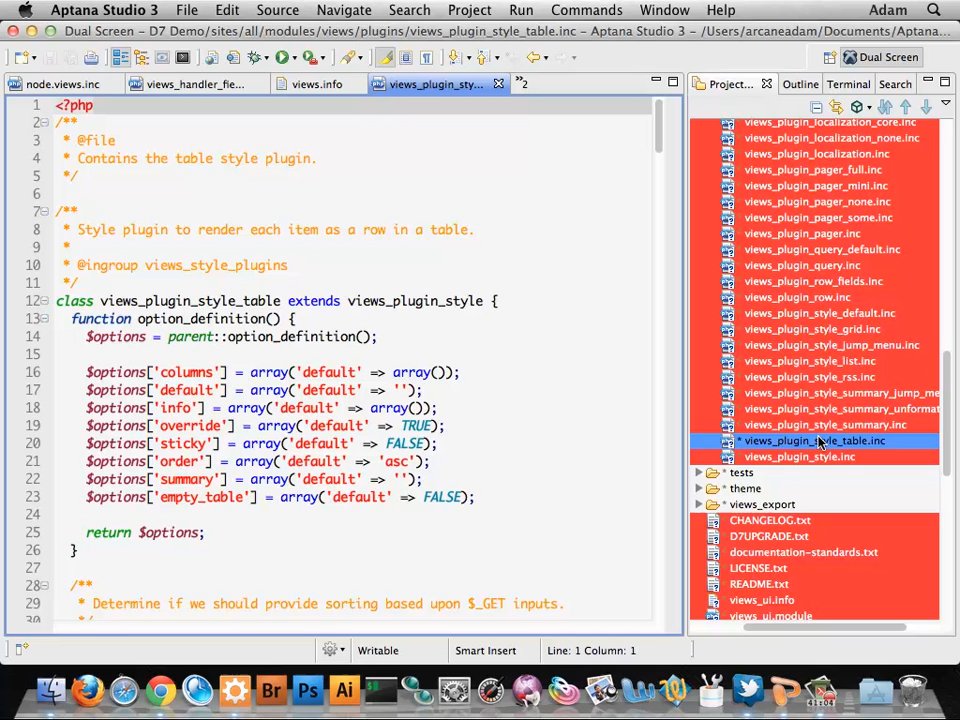 Aptana Studio 3 File Edit Source Navigate Search Project Run Commands Window Help Adam
Dual Screen - D7 Demo/sites/all/modules/views/plugins/views_plugin_style_table.inc - Aptana Studio 3 - /Users/arcaneadam/Documents/Aptana...
Dual Screen
node.views.inc views_handler_fie... views.info views_plugin_sty... »2
Project... Outline Terminal Search
1 <?php
2 /**
3 * @file
4 * Contains the table style plugin.
5 */
6
7 /**
8 * Style plugin to render each item as a row in a table.
9 *
10 * @ingroup views_style_plugins
11 */
12 class views_plugin_style_table extends views_plugin_style {
13 function option_definition() {
14 $options = parent::option_definition();
15
16 $options['columns'] = array('default' => array());
17 $options['default'] = array('default' => '');
18 $options['info'] = array('default' => array());
19 $options['override'] = array('default' => TRUE);
20 $options['sticky'] = array('default' => FALSE);
21 $options['order'] = array('default' => 'asc');
22 $options['summary'] = array('default' => '');
23 $options['empty_table'] = array('default' => FALSE);
24
25 return $options;
26 }
27
28 /**
29 * Determine if we should provide sorting based upon $_GET inputs.
30 */
views_plugin_localization_core.inc
views_plugin_localization_none.inc
views_plugin_localization.inc
views_plugin_pager_full.inc
views_plugin_pager_mini.inc
views_plugin_pager_none.inc
views_plugin_pager_some.inc
views_plugin_pager.inc
views_plugin_query_default.inc
views_plugin_query.inc
views_plugin_row_fields.inc
views_plugin_row.inc
views_plugin_style_default.inc
views_plugin_style_grid.inc
views_plugin_style_jump_menu.inc
views_plugin_style_list.inc
views_plugin_style_rss.inc
views_plugin_style_summary_jump_me
views_plugin_style_summary_unformat
views_plugin_style_summary.inc
* views_plugin_style_table.inc
views_plugin_style.inc
* tests
* theme
* views_export
CHANGELOG.txt
D7UPGRADE.txt
documentation-standards.txt
LICENSE.txt
README.txt
views_ui.info
views_ui.module
Writable Smart Insert Line: 1 Column: 1
Br Ps Ai 41:04